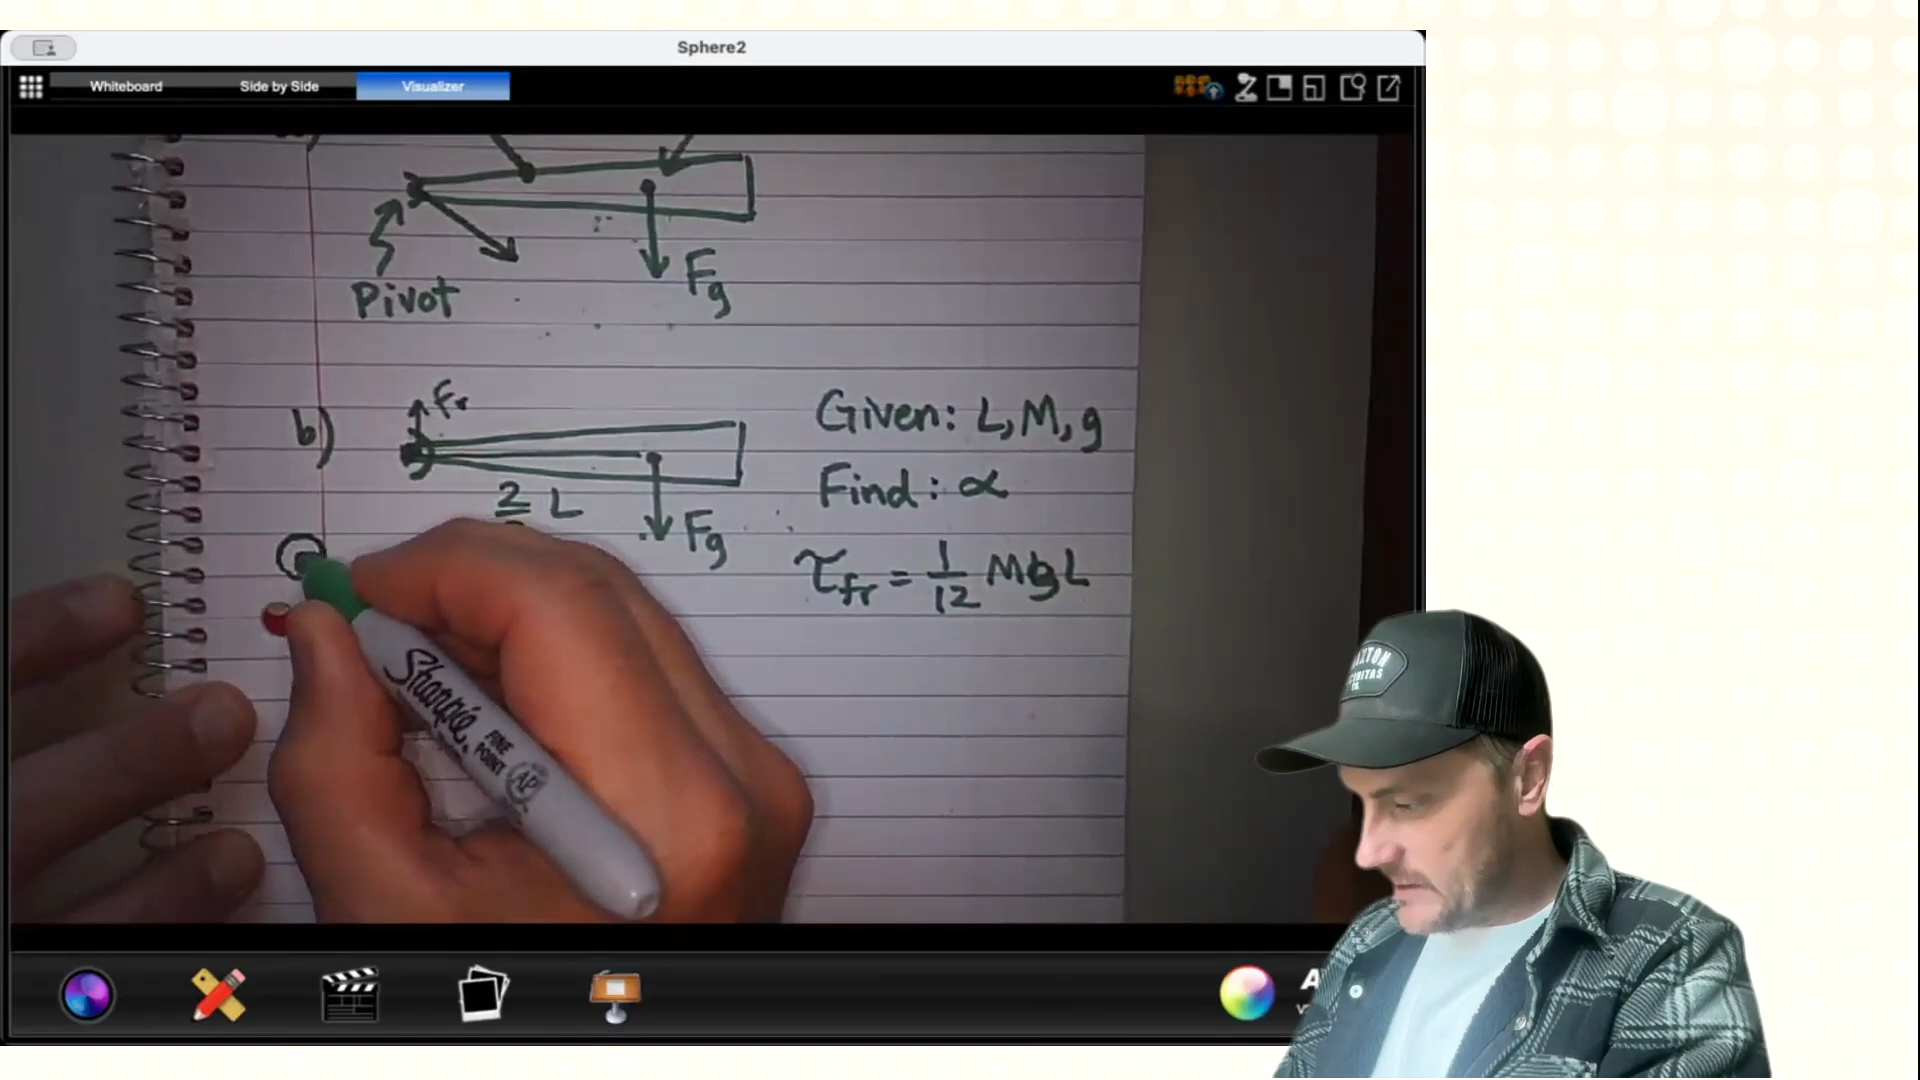 Sphere2
Whiteboard
Side by Side
Visualizer
Pivot
Fg
b)
Fr
2
L
Fg
Given: L, M, g
Find: α
τfr = 1/12 MgL
Sharpie.
FINE
POINT
AP
A